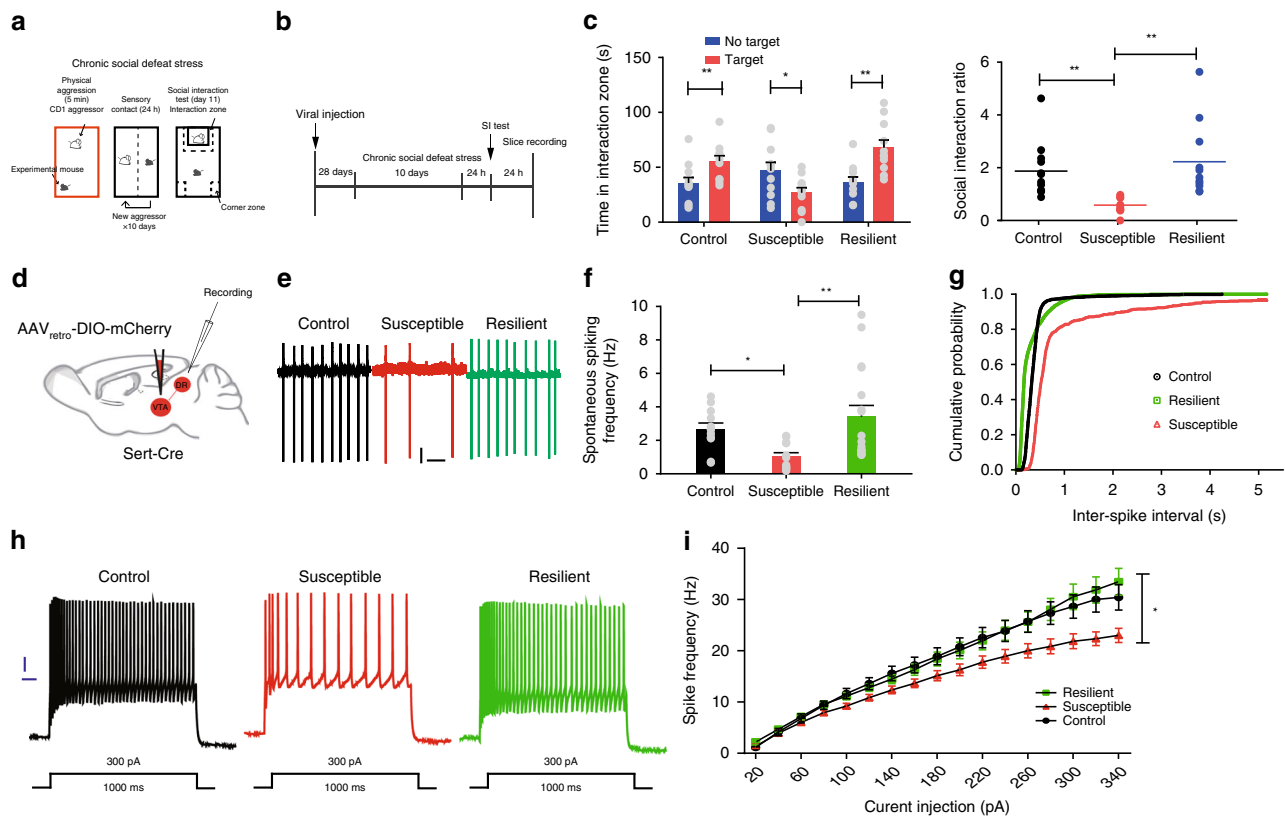 a
Chronic social defeat stress
Physical
aggression
(5 min)
CD1 aggressor
Sensory
contact (24 h)
Social interaction
test (day 11)
Interaction zone
Experimental mouse
New aggressor
×10 days
Corner zone
b
Viral injection
SI test
Slice recording
Chronic social defeat stress
28 days
10 days
24 h
24 h
c
No target
Target
Time in interaction zone (s)
150
100
50
0
**
*
**
Control
Susceptible
Resilient
Social interaction ratio
6
4
2
0
**
**
Control
Susceptible
Resilient
d
Recording
AAVretro-DIO-mCherry
DR
VTA
Sert-Cre
e
Control
Susceptible
Resilient
f
Spontaneous spiking
frequency (Hz)
10
8
6
4
2
0
*
**
Control
Susceptible
Resilient
g
Cumulative probability
1.0
0.8
0.6
0.4
0.2
0.0
0
1
2
3
4
5
Control
Resilient
Susceptible
Inter-spike interval (s)
h
Control
Susceptible
Resilient
300 pA
1000 ms
300 pA
1000 ms
300 pA
1000 ms
i
Spike frequency (Hz)
40
30
20
10
0
*
Resilient
Susceptible
Control
20
60
100
140
180
220
260
300
340
Curent injection (pA)